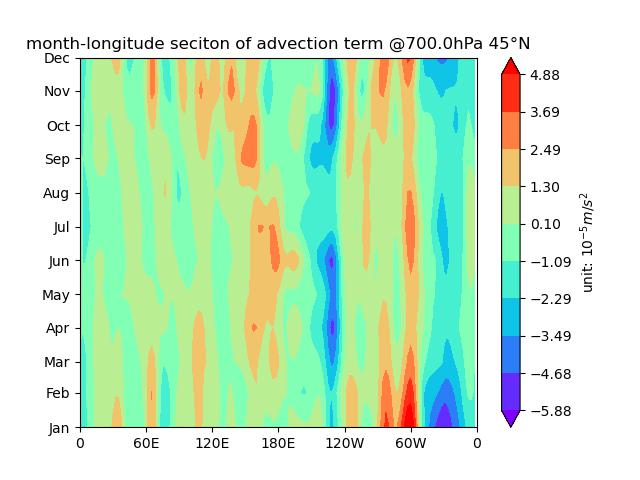 month-longitude seciton of advection term @700.0hPa 45°N
Dec
Nov
Oct
Sep
Aug
Jul
Jun
May
Apr
Mar
Feb
Jan
0 60E 120E 180E 120W 60W 0
4.88
3.69
2.49
1.30
0.10
−1.09
−2.29
−3.49
−4.68
−5.88
unit: 10⁻⁵m/s²